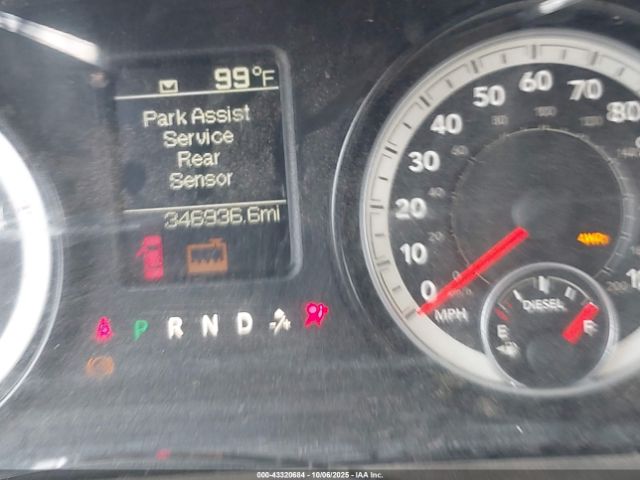 99°F
Park Assist
Service
Rear
Sensor
346936.6mi
P R N D
0 10 20 30 40 50 60 70 80
MPH
DIESEL
E F
4WD
000-43320684 | 10/06/2025 - IAA Inc.